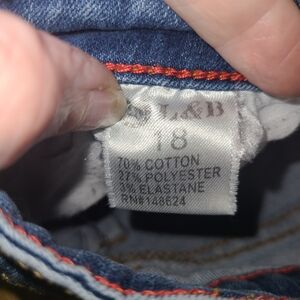 L&B
18
70% COTTON
27% POLYESTER
3% ELASTANE
RN#148624